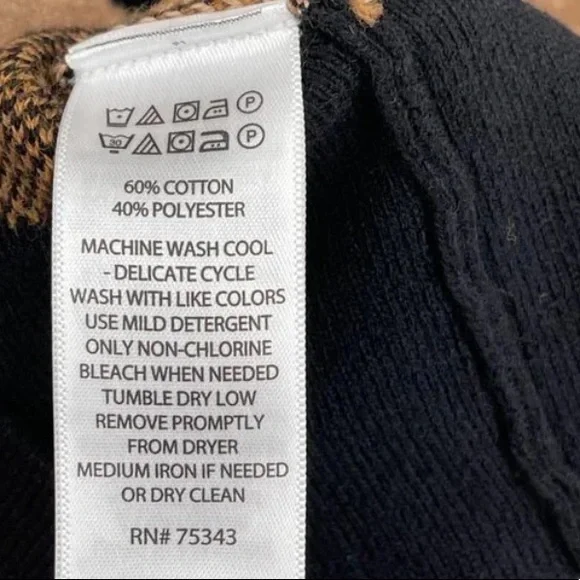 P
30 P
60% COTTON
40% POLYESTER
MACHINE WASH COOL
- DELICATE CYCLE
WASH WITH LIKE COLORS
USE MILD DETERGENT
ONLY NON-CHLORINE
BLEACH WHEN NEEDED
TUMBLE DRY LOW
REMOVE PROMPTLY
FROM DRYER
MEDIUM IRON IF NEEDED
OR DRY CLEAN
RN# 75343